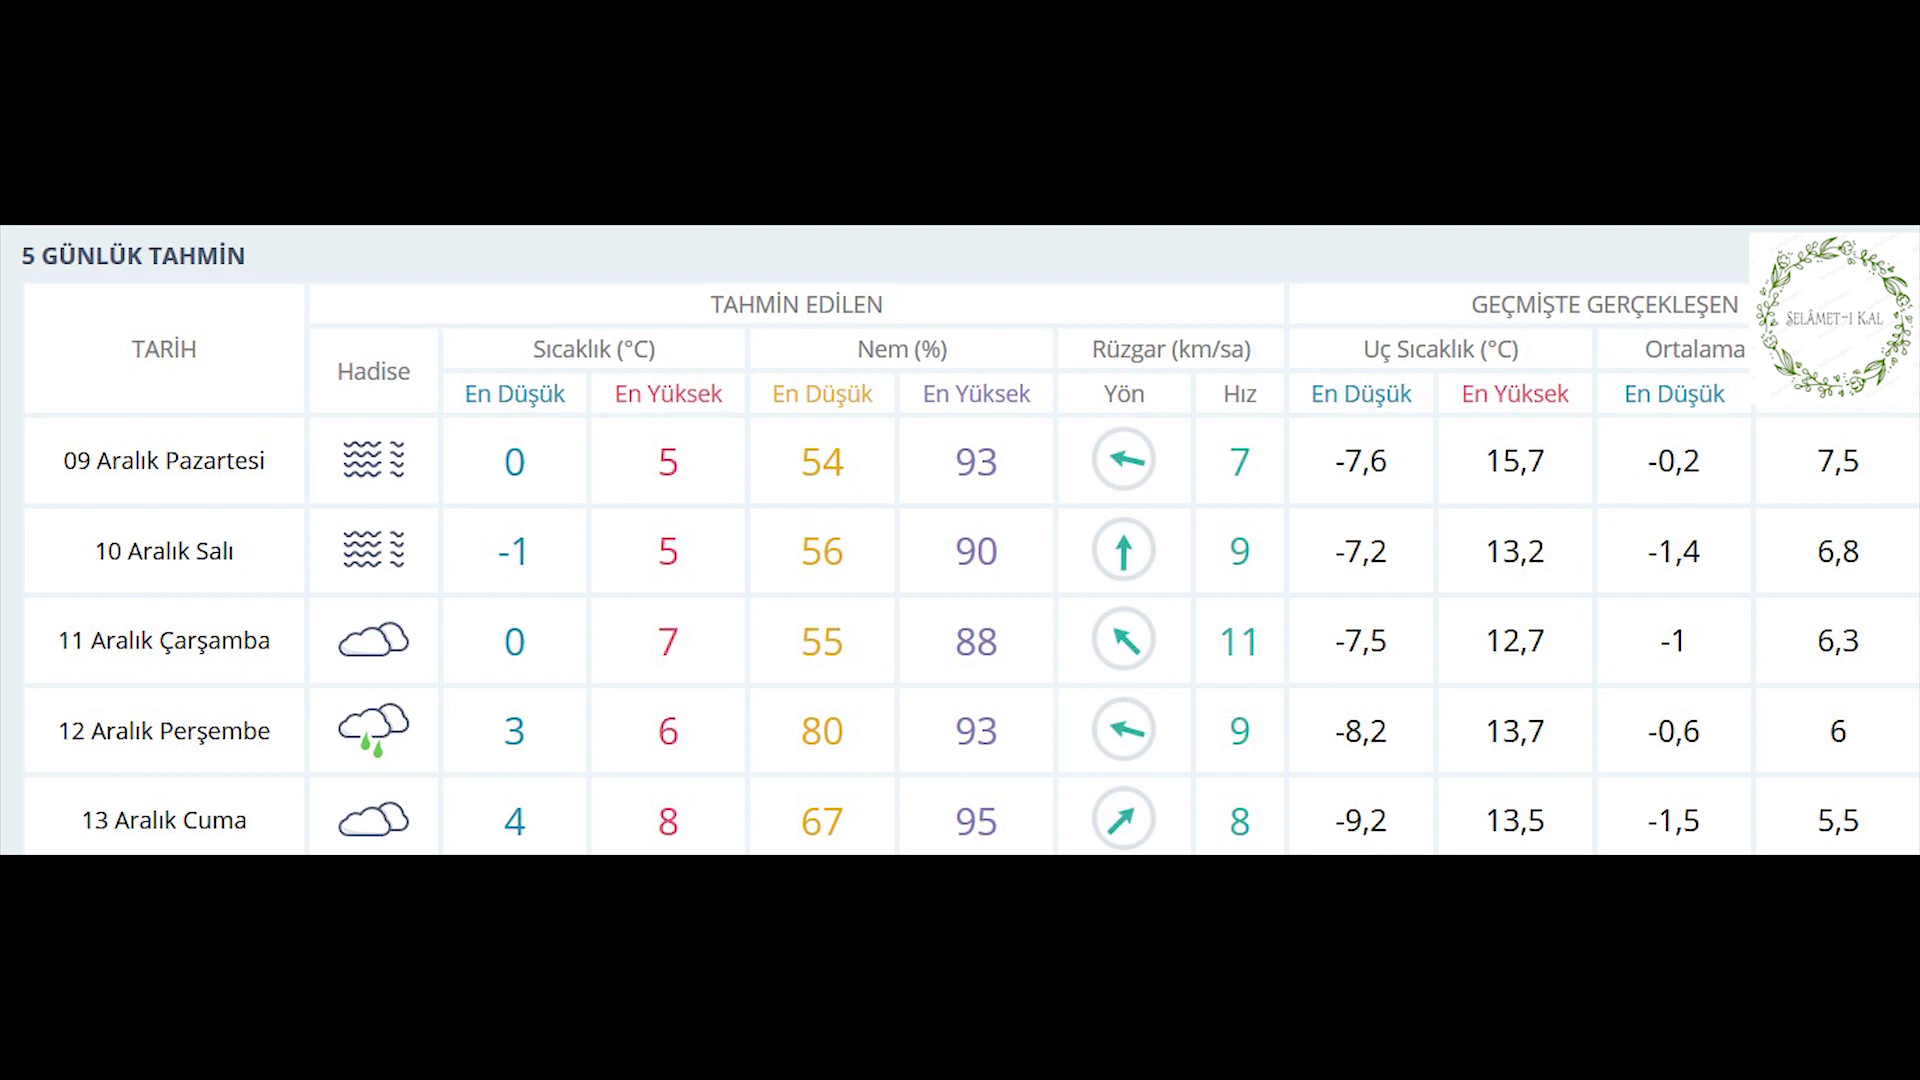 5 GÜNLÜK TAHMİN
TARİH
TAHMİN EDİLEN
GEÇMİŞTE GERÇEKLEŞEN
Hadise
Sıcaklık (°C)
Nem (%)
Rüzgar (km/sa)
Uç Sıcaklık (°C)
Ortalama
En Düşük En Yüksek En Düşük En Yüksek Yön Hız En Düşük En Yüksek En Düşük
SELÂMET-İ KAL
09 Aralık Pazartesi 0 5 54 93 7 -7,6 15,7 -0,2 7,5
10 Aralık Salı -1 5 56 90 9 -7,2 13,2 -1,4 6,8
11 Aralık Çarşamba 0 7 55 88 11 -7,5 12,7 -1 6,3
12 Aralık Perşembe 3 6 80 93 9 -8,2 13,7 -0,6 6
13 Aralık Cuma 4 8 67 95 8 -9,2 13,5 -1,5 5,5